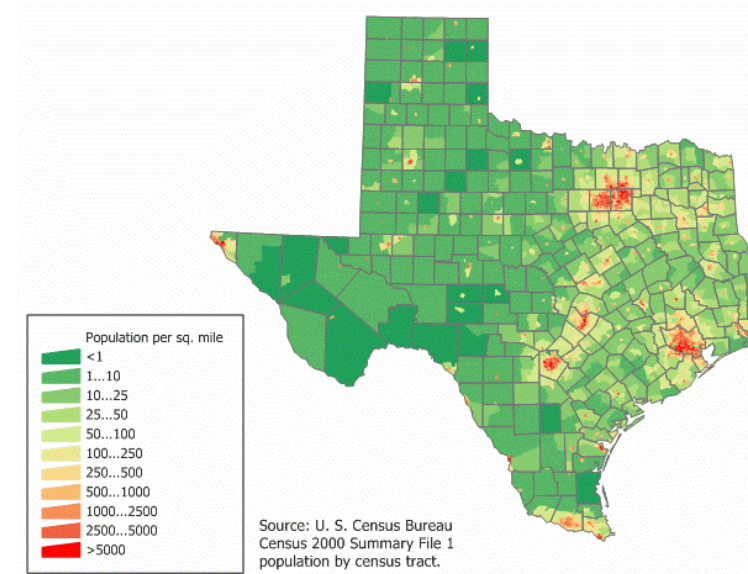 Population per sq. mile
<1
1...10
10...25
25...50
50...100
100...250
250...500
500...1000
1000...2500
2500...5000
>5000
Source: U. S. Census Bureau
Census 2000 Summary File 1
population by census tract.